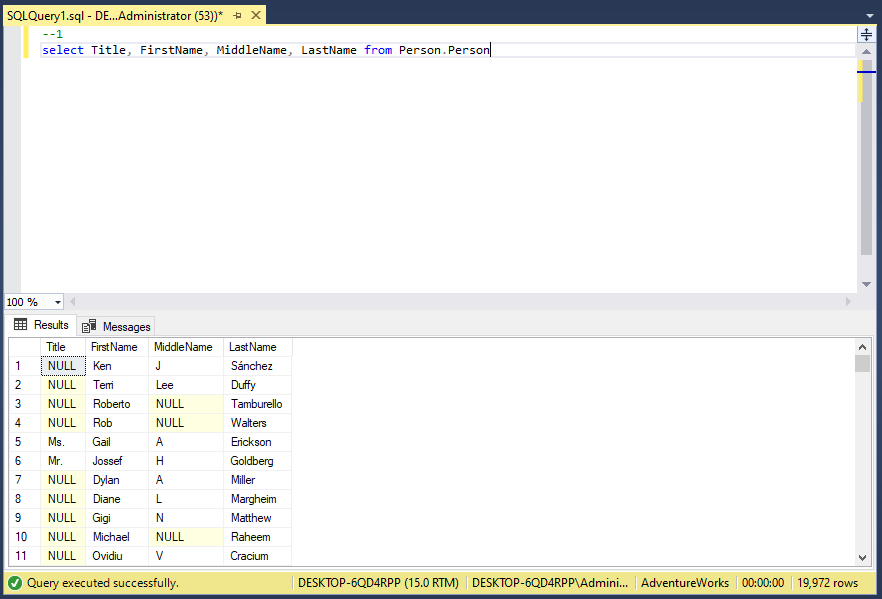 SQLQuery1.sql - DE...Administrator (53))*
--1
select Title, FirstName, MiddleName, LastName from Person.Person
100 %
Results Messages
Title FirstName MiddleName LastName
1 NULL Ken J Sánchez
2 NULL Terri Lee Duffy
3 NULL Roberto NULL Tamburello
4 NULL Rob NULL Walters
5 Ms. Gail A Erickson
6 Mr. Jossef H Goldberg
7 NULL Dylan A Miller
8 NULL Diane L Margheim
9 NULL Gigi N Matthew
10 NULL Michael NULL Raheem
11 NULL Ovidiu V Cracium
Query executed successfully. DESKTOP-6QD4RPP (15.0 RTM) DESKTOP-6QD4RPP\Admini... AdventureWorks 00:00:00 19,972 rows